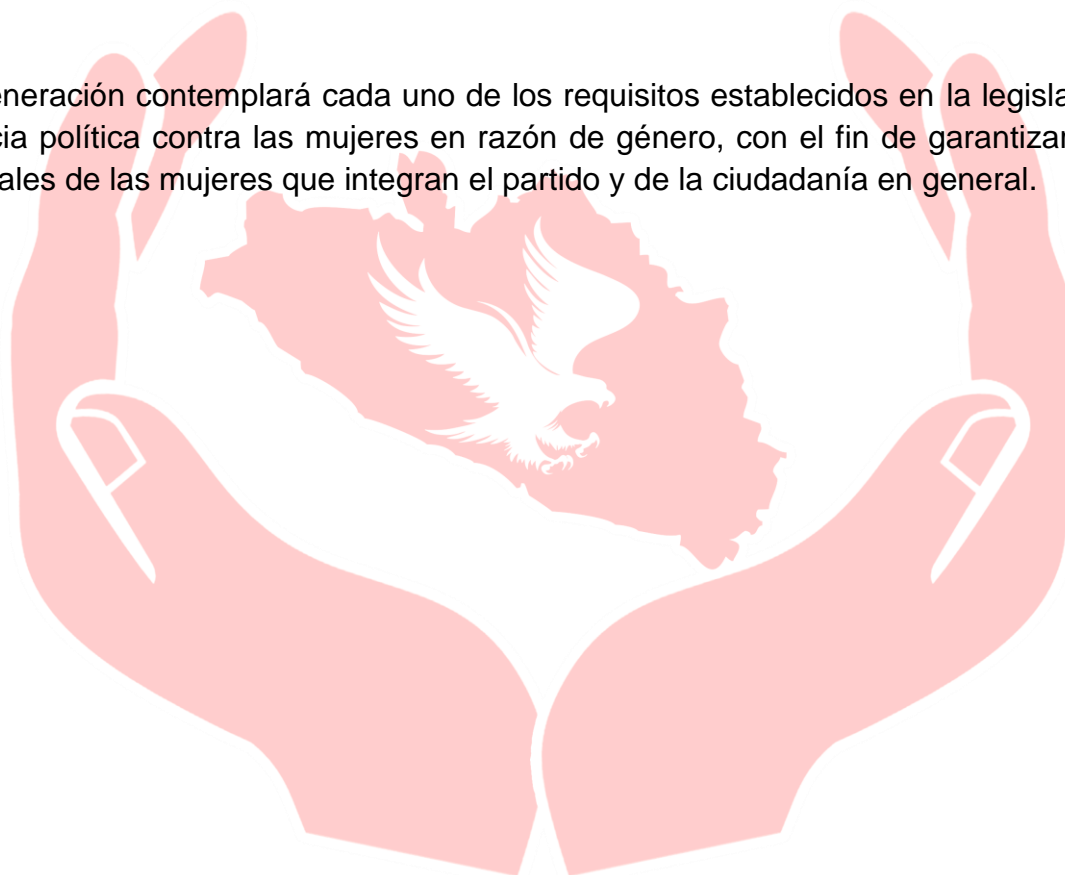 eneración contemplará cada uno de los requisitos establecidos en la legisla
cia política contra las mujeres en razón de género, con el fin de garantizar
ales de las mujeres que integran el partido y de la ciudadanía en general.